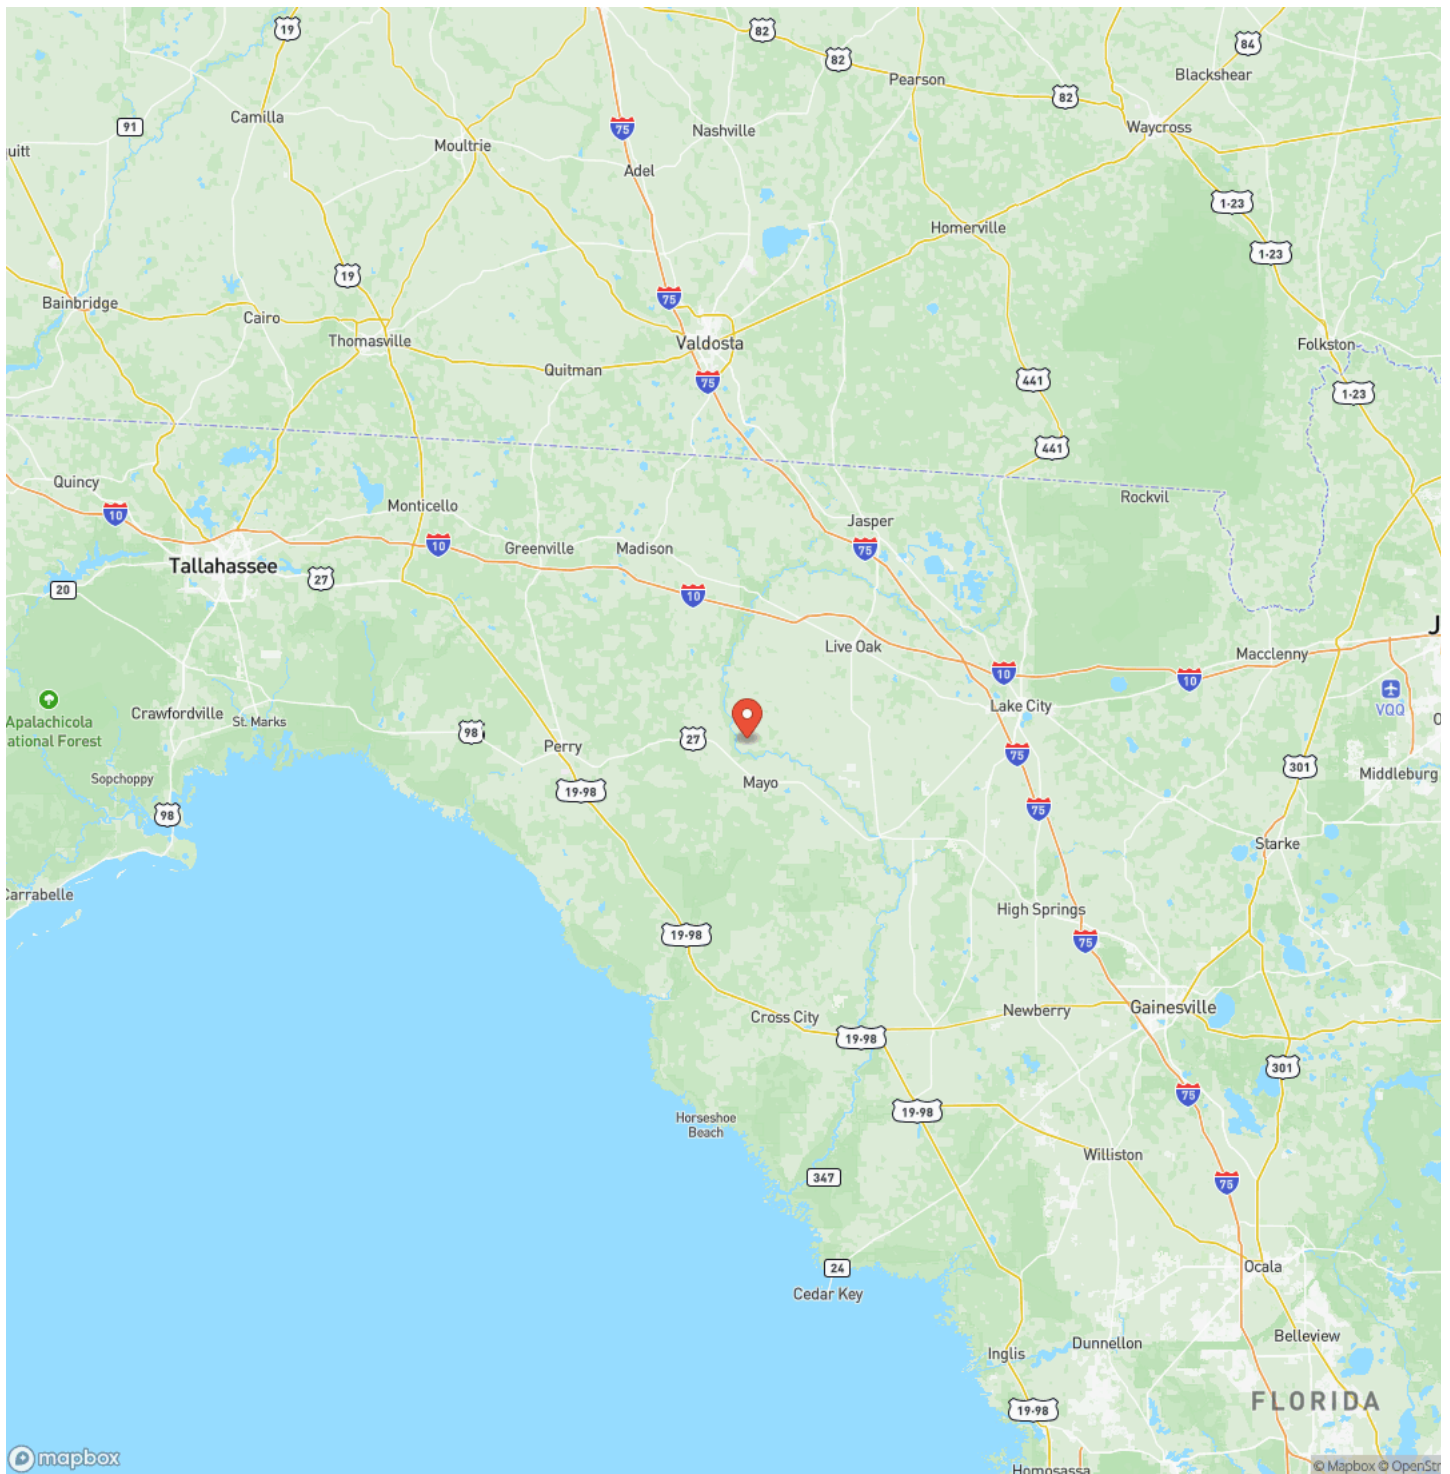 19
82
82
84
Pearson
Blackshear
82
Camilla
91
75
Nashville
Waycross
Moultrie
uitt
Adel
1-23
Homerville
1-23
19
75
Bainbridge
Cairo
Thomasville
Valdosta
Folkston
Quitman
75
441
1-23
441
Quincy
Rockvil
Monticello
10
Jasper
10
Greenville
Madison
75
Tallahassee
27
20
10
J
Live Oak
Macclenny
10
10
VQQ
Apalachicola
ational Forest
Crawfordville
St. Marks
Lake City
98
27
Perry
75
301
Sopchoppy
Mayo
Middleburg
19-98
98
75
Starke
Carrabelle
High Springs
19-98
75
Newberry
Gainesville
Cross City
19-98
301
75
19-98
Horseshoe
Beach
Williston
347
75
24
Ocala
Cedar Key
Belleview
Dunnellon
Inglis
FLORIDA
19-98
mapbox
Homosassa
© Mapbox © OpenStr